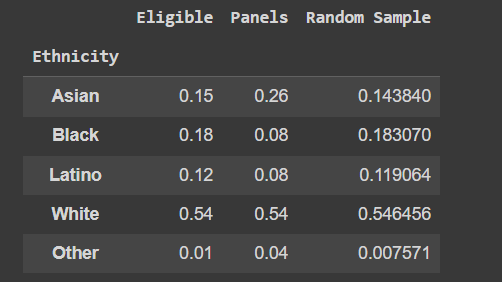 Eligible Panels Random Sample
Ethnicity
Asian 0.15 0.26 0.143840
Black 0.18 0.08 0.183070
Latino 0.12 0.08 0.119064
White 0.54 0.54 0.546456
Other 0.01 0.04 0.007571